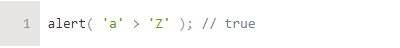 1 alert( 'a' > 'Z' ); // true